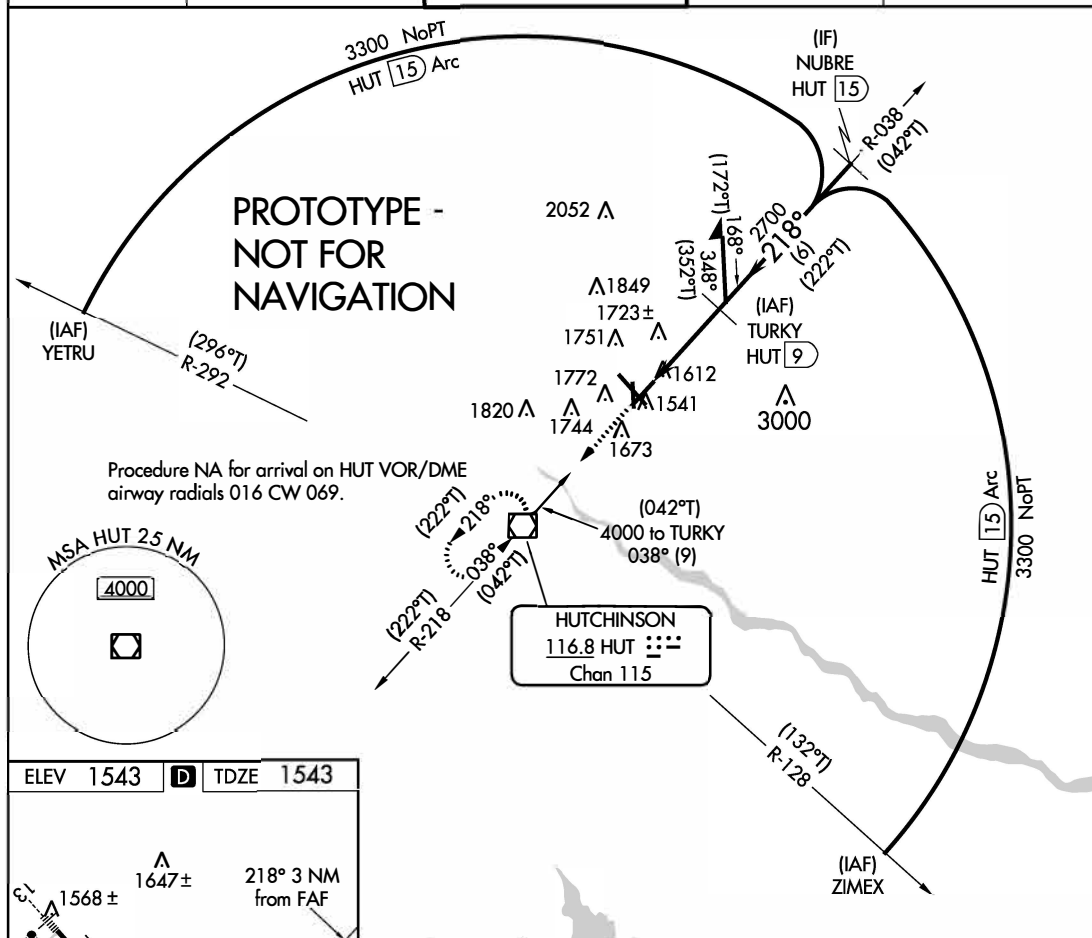 3300 NoPT
HUT 15 Arc
(IF)
NUBRE
HUT 15
R-038
(042°T)
PROTOTYPE -
NOT FOR
NAVIGATION
2052
(172°T)
168°
348°
(352°T)
2700
218°
(6)
(222°T)
1849
1723±
1751
(IAF)
TURKY
HUT 9
(IAF)
YETRU
(296°T)
R-292
1612
1772
1541
1820
1744
1673
3000
Procedure NA for arrival on HUT VOR/DME
airway radials 016 CW 069.
(222°T)
218°
038°
(042°T)
(042°T)
4000 to TURKY
038° (9)
HUT 15 Arc
3300 NoPT
MSA HUT 25 NM
4000
(222°T)
R-218
HUTCHINSON
116.8 HUT
Chan 115
(132°T)
R-128
(IAF)
ZIMEX
ELEV 1543 D TDZE 1543
1647±
218° 3 NM
from FAF
1568±
13